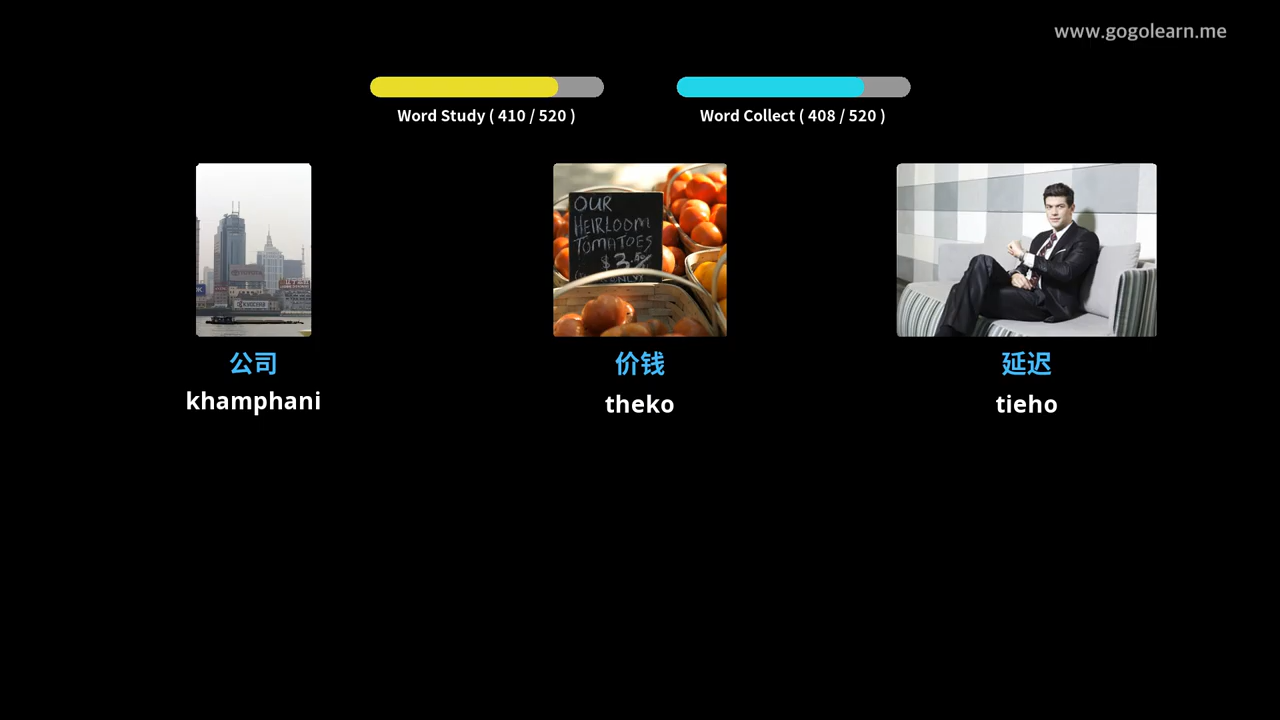 www.gogolearn.me
Word Study ( 410 / 520 )
Word Collect ( 408 / 520 )
OUR
HEIRLOOM
TOMATOES
TOYOTA
公司
khamphani
价钱
theko
延迟
tieho